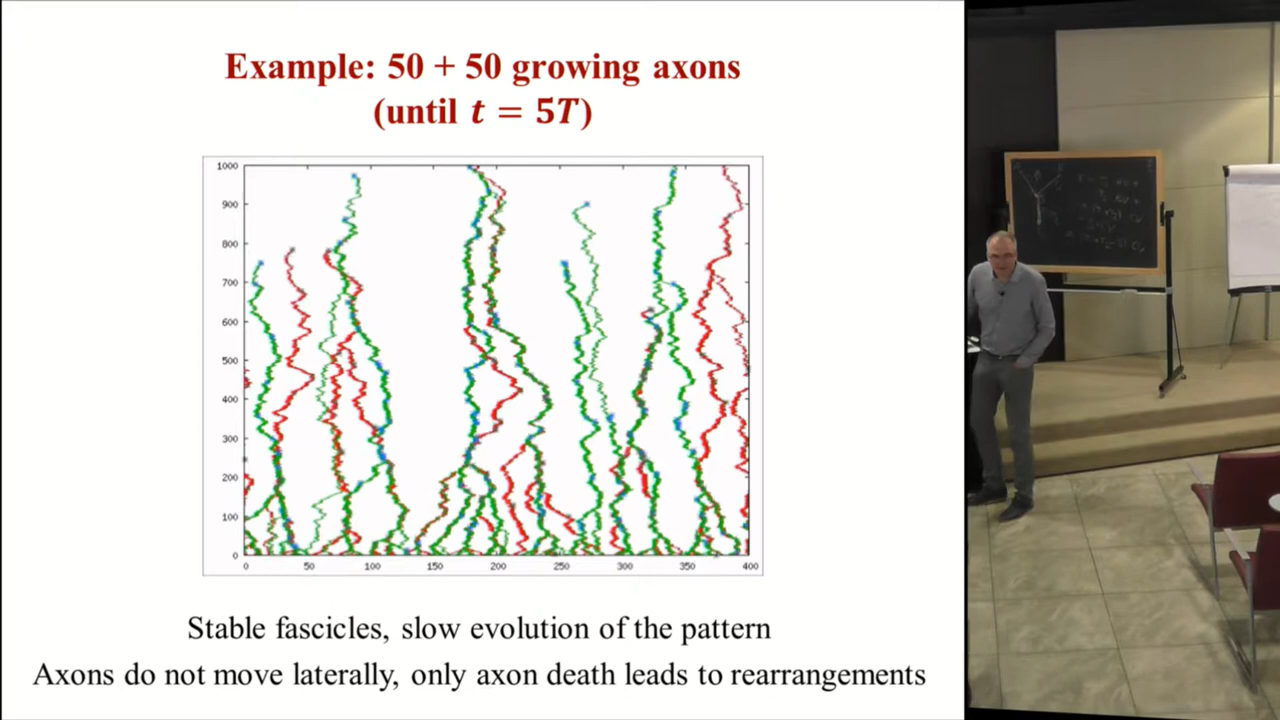 Example: 50 + 50 growing axons
(until t = 5T)
1000
900
800
700
600
500
400
300
200
100
0
0 50 100 150 200 250 300 350 400
Stable fascicles, slow evolution of the pattern
Axons do not move laterally, only axon death leads to rearrangements